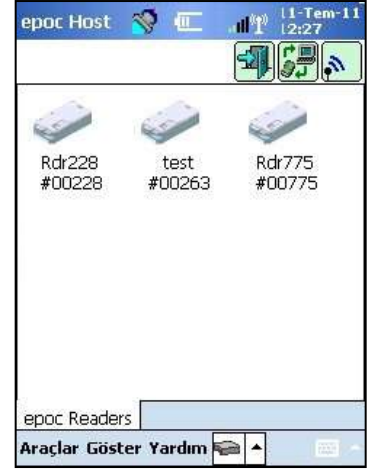 epoc Host
11-Tem-11
12:27
Rdr228 test Rdr775
#00228 #00263 #00775
epoc Readers
Araçlar Göster Yardım